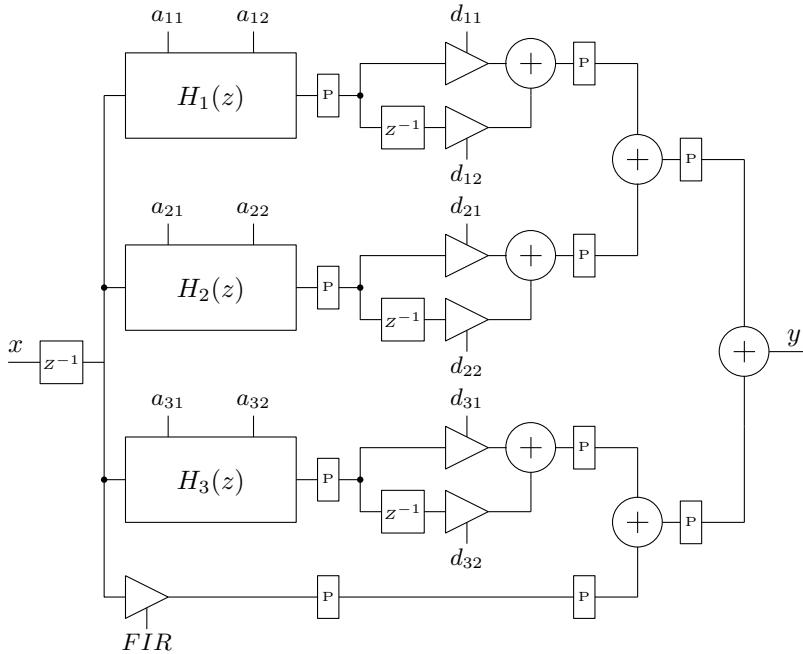 a₁₁ a₁₂ d₁₁
H₁(z) P P
z⁻¹
d₁₂
P
a₂₁ a₂₂ d₂₁
H₂(z) P P
z⁻¹
d₂₂
x z⁻¹ y
a₃₁ a₃₂ d₃₁
H₃(z) P P
z⁻¹
P
d₃₂
P P
FIR